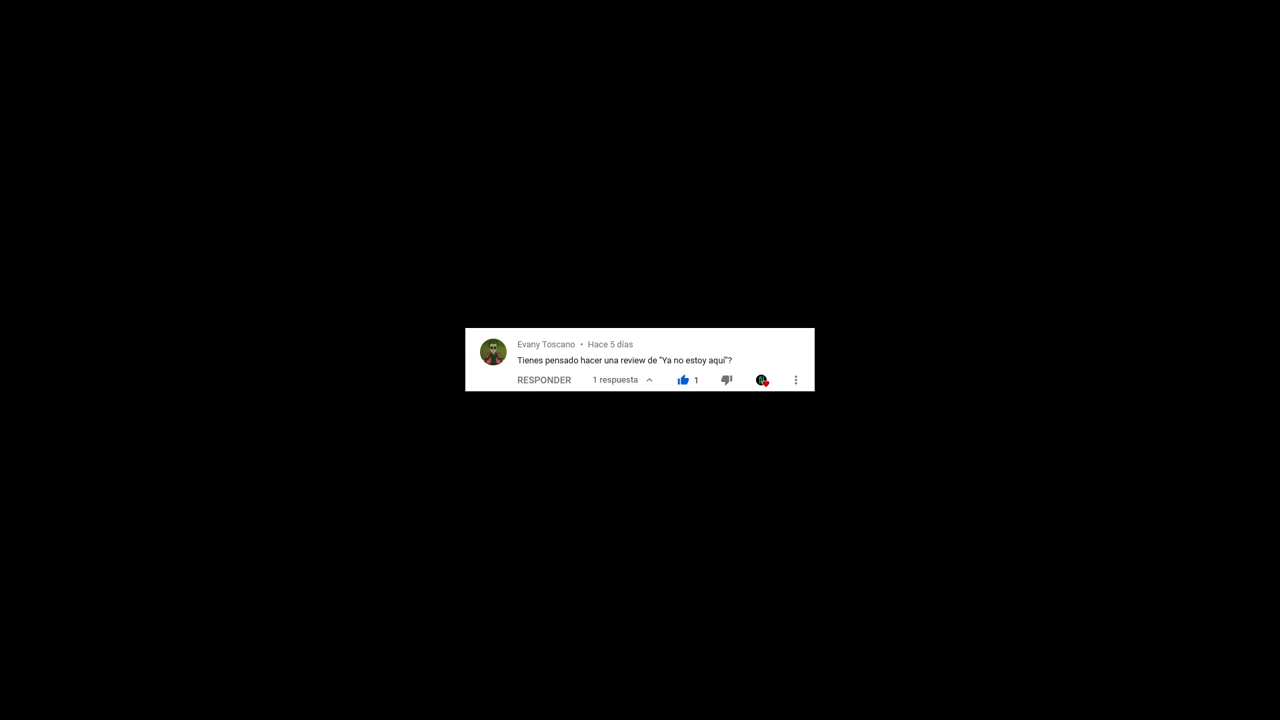 Evany Toscano • Hace 5 días
Tienes pensado hacer una review de "Ya no estoy aquí"?
RESPONDER 1 respuesta 1